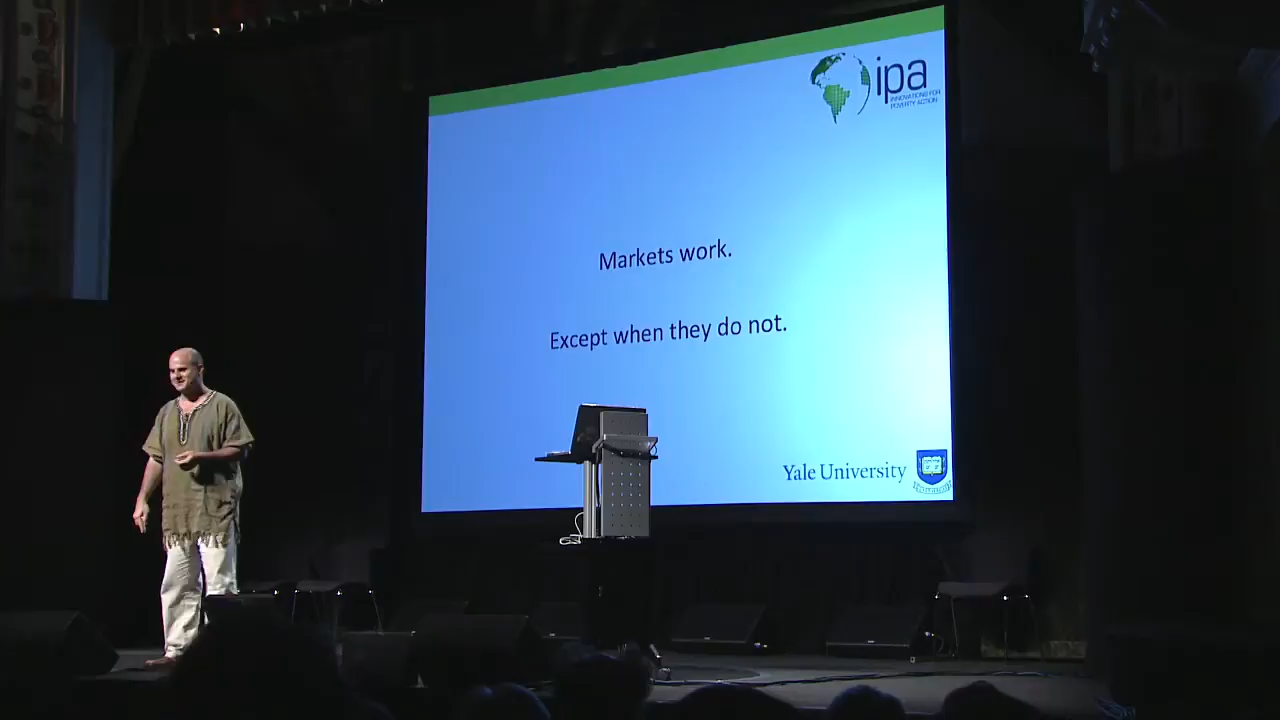 ipa
INNOVATIONS FOR
POVERTY ACTION
Markets work.
Except when they do not.
Yale University